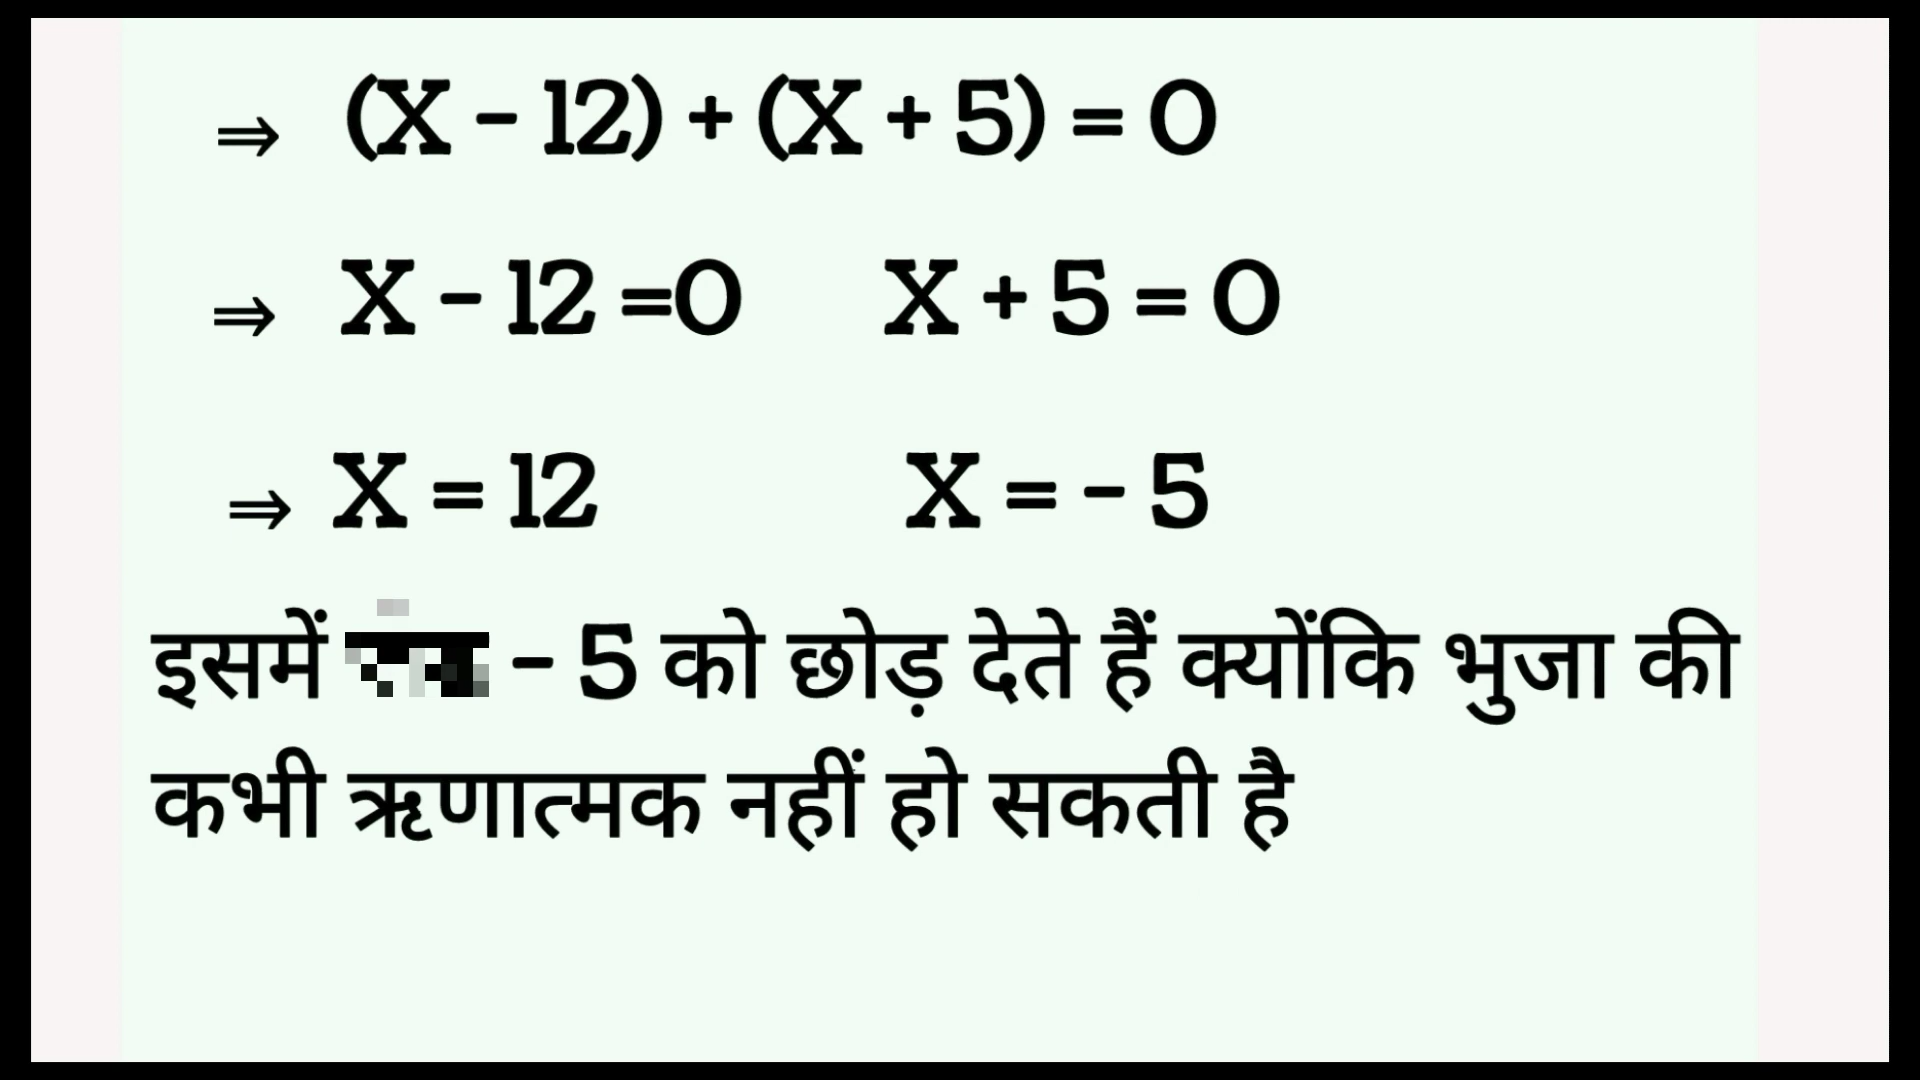 ⇒ (X - 12) + (X + 5) = 0
⇒ X - 12 =0 X + 5 = 0
⇒ X = 12 X = - 5
इसमें - 5 को छोड़ देते हैं क्योंकि भुजा की
कभी ऋणात्मक नहीं हो सकती है